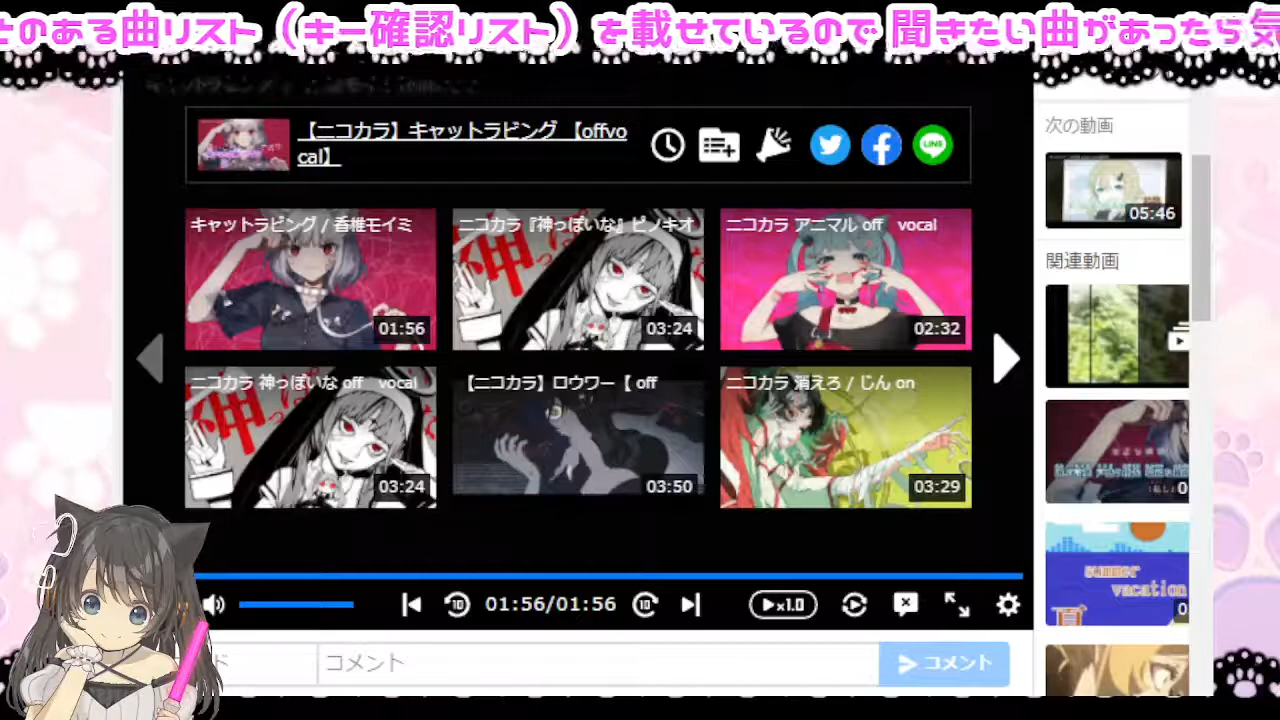 のある曲リスト（キー確認リスト）を載せているので 聞きたい曲があったら気
【ニコカラ】キャットラビング 【offvo
cal】
LINE
キャットラビング / 香椎モイミ
01:56
ニコカラ『神っぽいな』ピノキオ
神
03:24
ニコカラ アニマル off vocal
02:32
ニコカラ 神っぽいな off vocal
神
03:24
【ニコカラ】ロウワー【 off
03:50
ニコカラ 消えろ / じん on
03:29
次の動画
05:46
関連動画
summer
vacation
10
01:56/01:56
10
x1.0
コメント
コメント